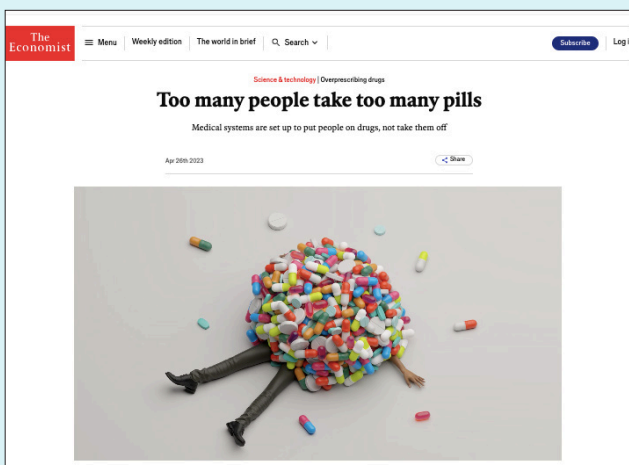 The
Economist
Menu
Weekly edition
The world in brief
Search
Subscribe
Log i
Science & technology | Overprescribing drugs
Too many people take too many pills
Medical systems are set up to put people on drugs, not take them off
Apr 26th 2023
Share